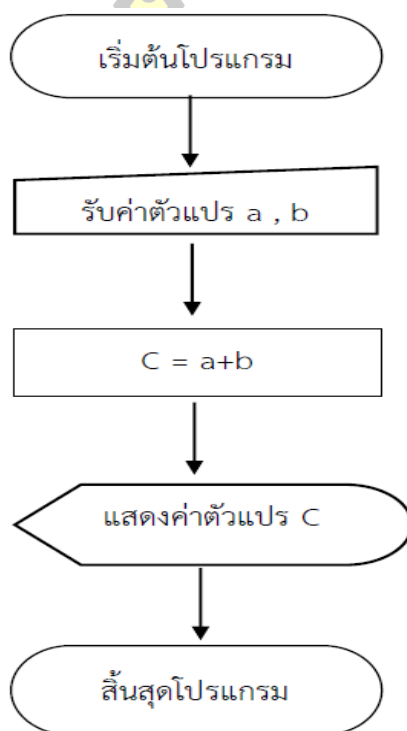 เริ่มต้นโปรแกรม
รับค่าตัวแปร a , b
C = a+b
แสดงค่าตัวแปร C
สิ้นสุดโปรแกรม